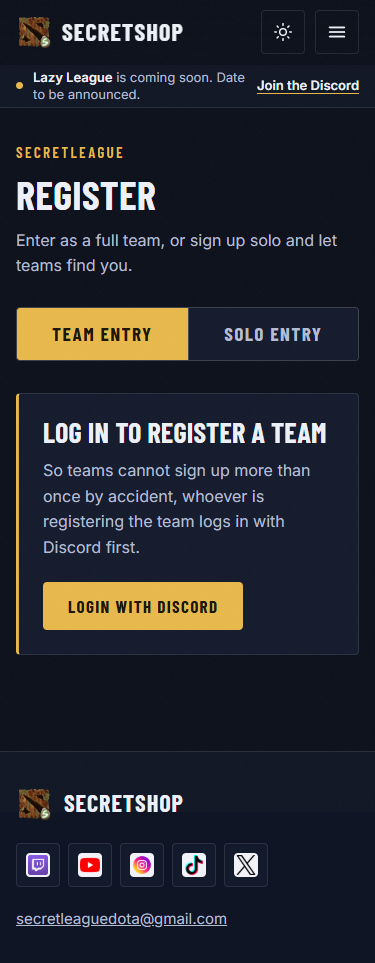 SECRETSHOP
Lazy League is coming soon. Date
to be announced.
Join the Discord
SECRETLEAGUE
REGISTER
Enter as a full team, or sign up solo and let
teams find you.
TEAM ENTRY
SOLO ENTRY
LOG IN TO REGISTER A TEAM
So teams cannot sign up more than
once by accident, whoever is
registering the team logs in with
Discord first.
LOGIN WITH DISCORD
SECRETSHOP
secretleaguedota@gmail.com